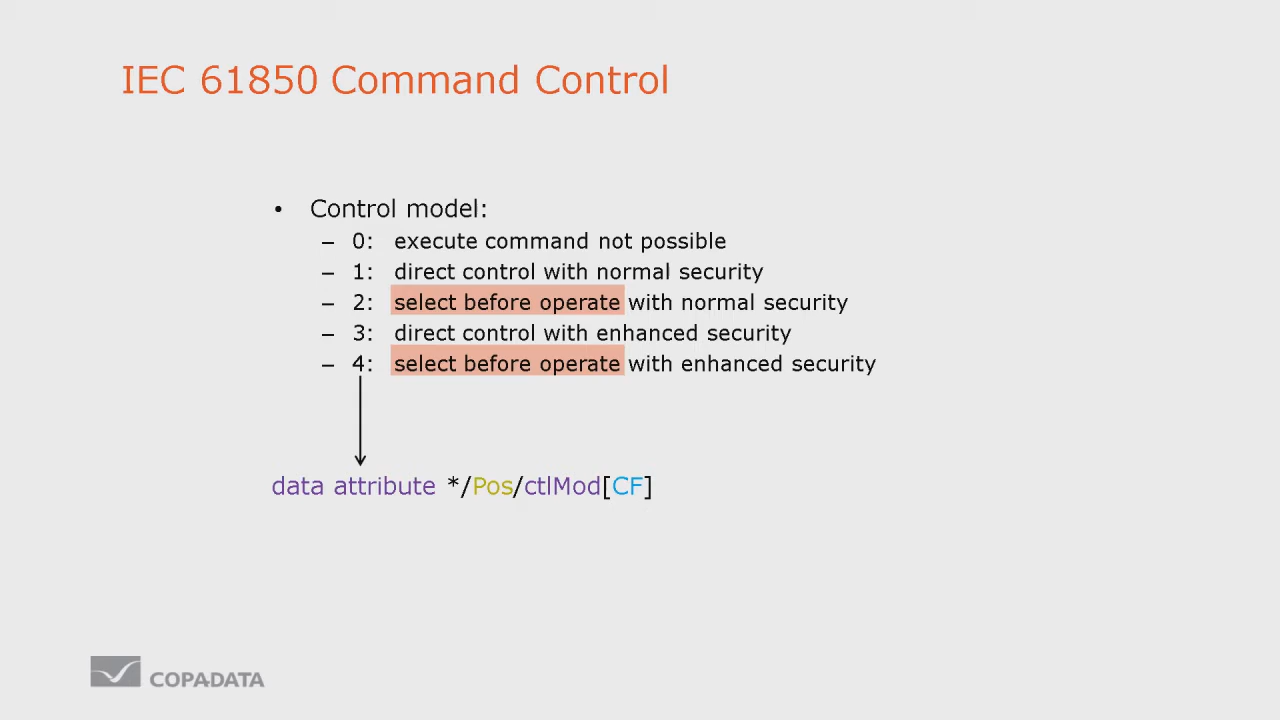 IEC 61850 Command Control
• Control model:
– 0: execute command not possible
– 1: direct control with normal security
– 2: select before operate with normal security
– 3: direct control with enhanced security
– 4: select before operate with enhanced security
data attribute */Pos/ctlMod[CF]
COPADATA